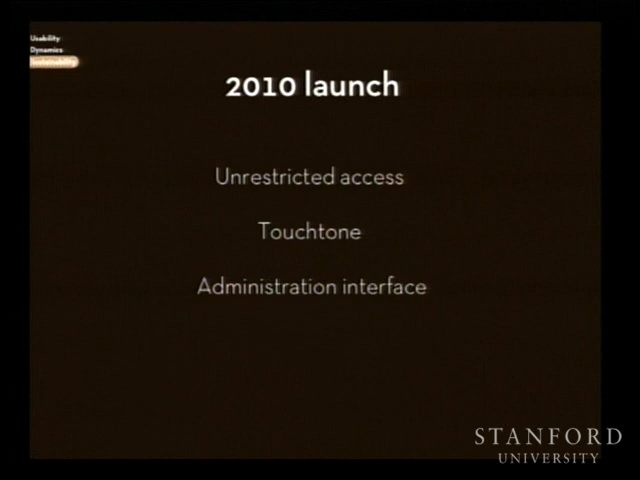 Usability
Dynamics
Sustainability
2010 launch
Unrestricted access
Touchtone
Administration interface
STANFORD
UNIVERSITY